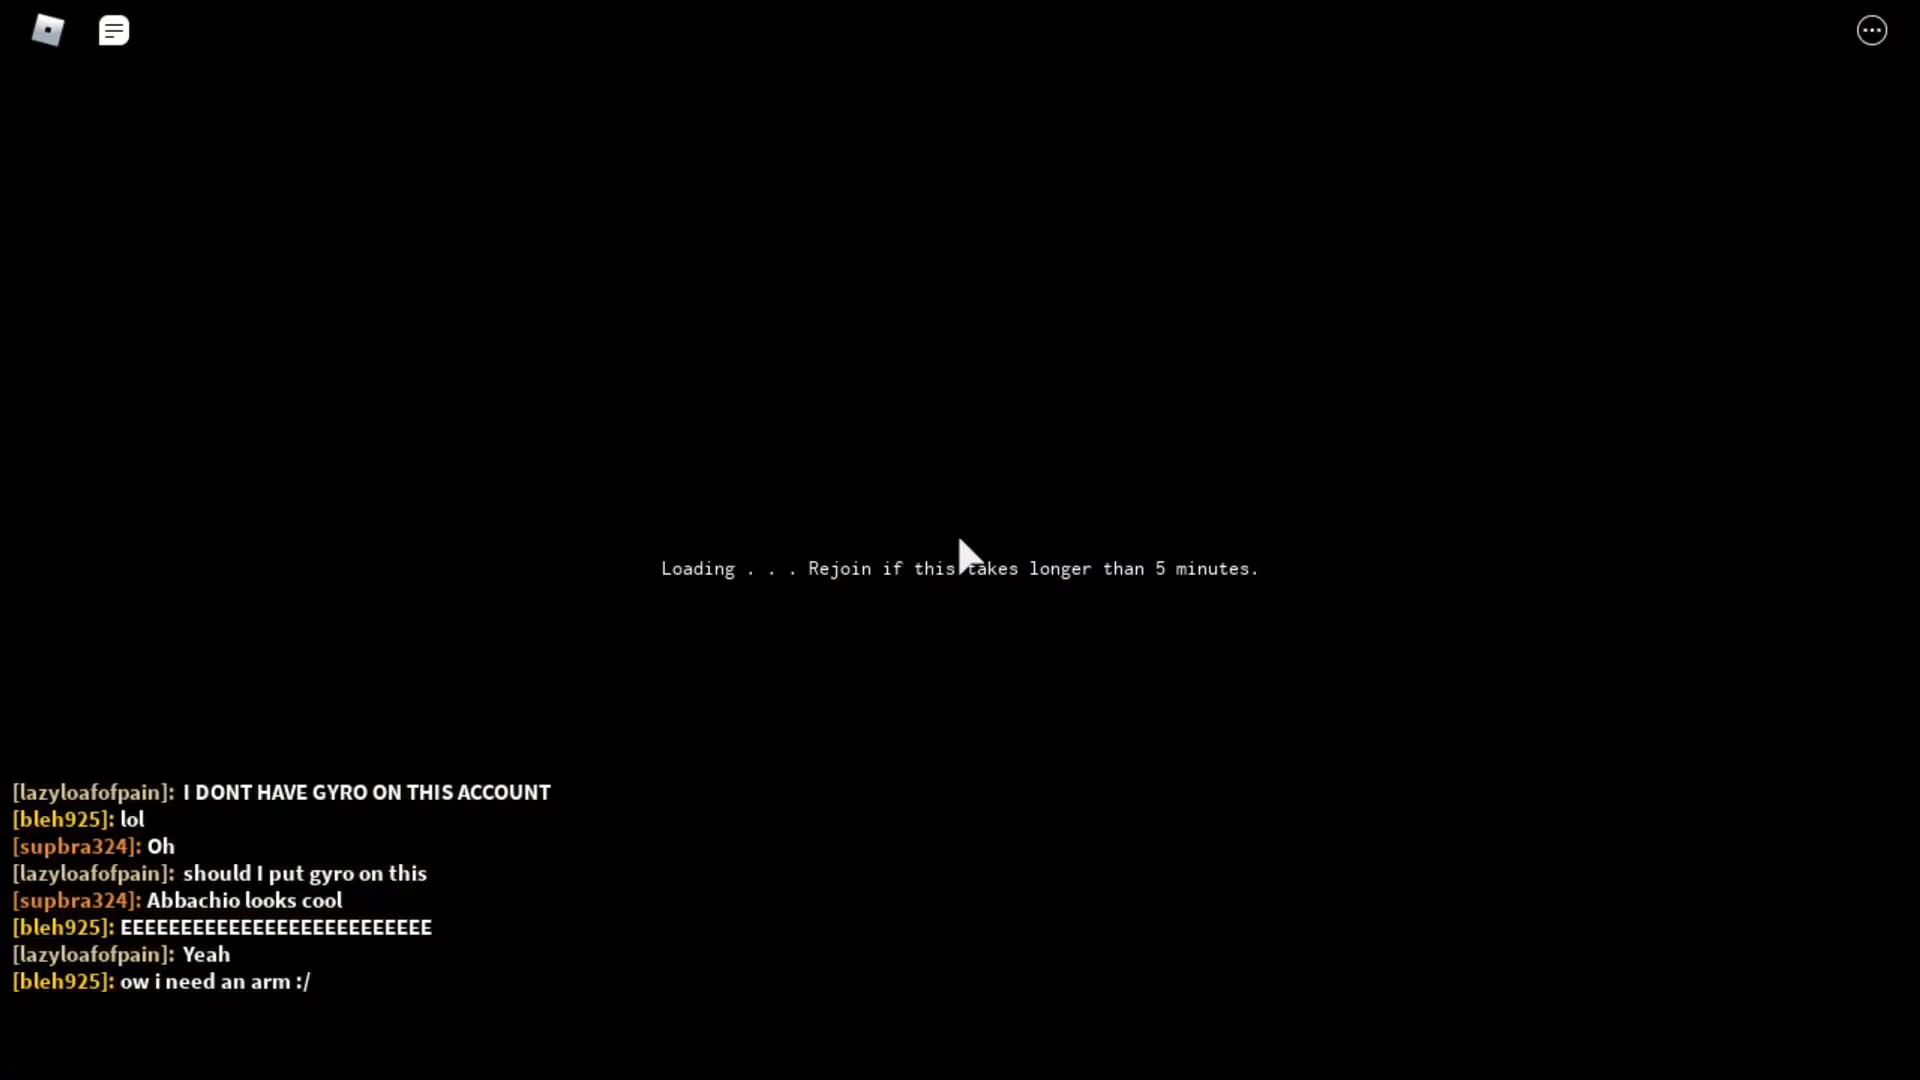 Loading . . . Rejoin if this takes longer than 5 minutes.
[lazyloafofpain]: I DONT HAVE GYRO ON THIS ACCOUNT
[bleh925]: lol
[supbra324]: Oh
[lazyloafofpain]: should I put gyro on this
[supbra324]: Abbachio looks cool
[bleh925]: EEEEEEEEEEEEEEEEEEEEEEEEEE
[lazyloafofpain]: Yeah
[bleh925]: ow i need an arm :/